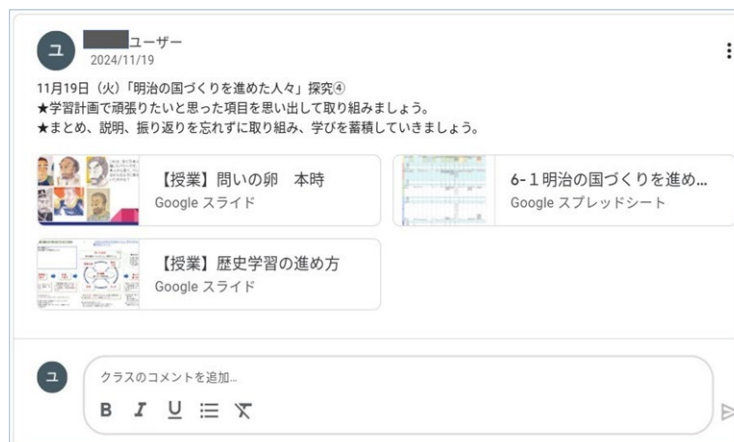 ユ
ユーザー
2024/11/19
11月19日（火）「明治の国づくりを進めた人々」探究④
★学習計画で頑張りたいと思った項目を思い出して取り組みましょう。
★まとめ、説明、振り返りを忘れずに取り組み、学びを蓄積していきましょう。
【授業】問いの卵　本時
Google スライド
6-１明治の国づくりを進め...
Google スプレッドシート
【授業】歴史学習の進め方
Google スライド
ユ
クラスのコメントを追加...
B I U